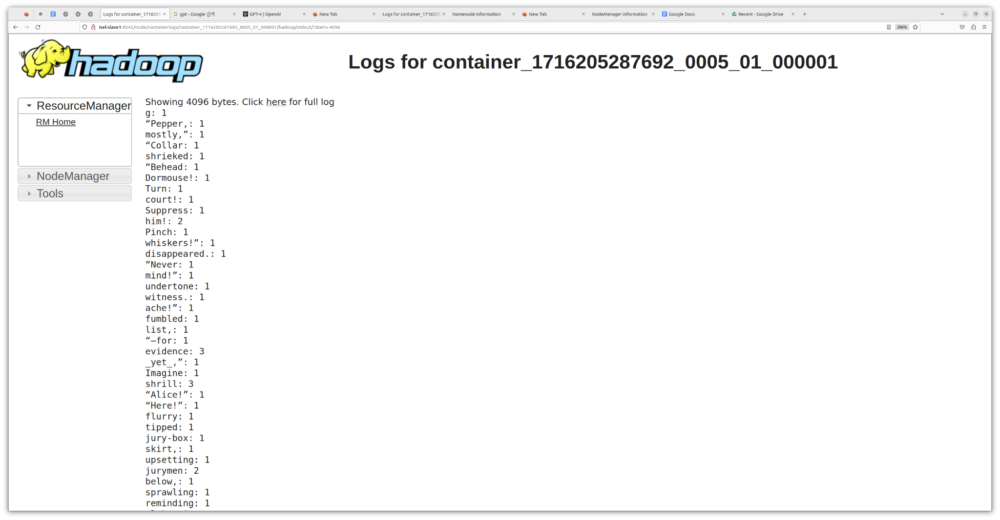 Logs for container_1716205
gpt - Google 검색
GPT-4 | OpenAI
New Tab
Logs for container_1716205
Namenode information
New Tab
NodeManager information
Google Docs
Recent - Google Drive
isel-slave1:8042/node/containerlogs/container_1716205287692_0005_01_000001/hadoop/stdout/?start=-4096
200%
hadoop
Logs for container_1716205287692_0005_01_000001
ResourceManager
RM Home
NodeManager
Tools
Showing 4096 bytes. Click here for full log
g: 1
“Pepper,: 1
mostly,”: 1
“Collar: 1
shrieked: 1
“Behead: 1
Dormouse!: 1
Turn: 1
court!: 1
Suppress: 1
him!: 2
Pinch: 1
whiskers!”: 1
disappeared.: 1
“Never: 1
mind!”: 1
undertone: 1
witness.: 1
ache!”: 1
fumbled: 1
list,: 1
“—for: 1
evidence: 3
_yet_,”: 1
Imagine: 1
shrill: 3
“Alice!”: 1
“Here!”: 1
flurry: 1
tipped: 1
jury-box: 1
skirt,: 1
upsetting: 1
jurymen: 2
below,: 1
sprawling: 1
reminding: 1